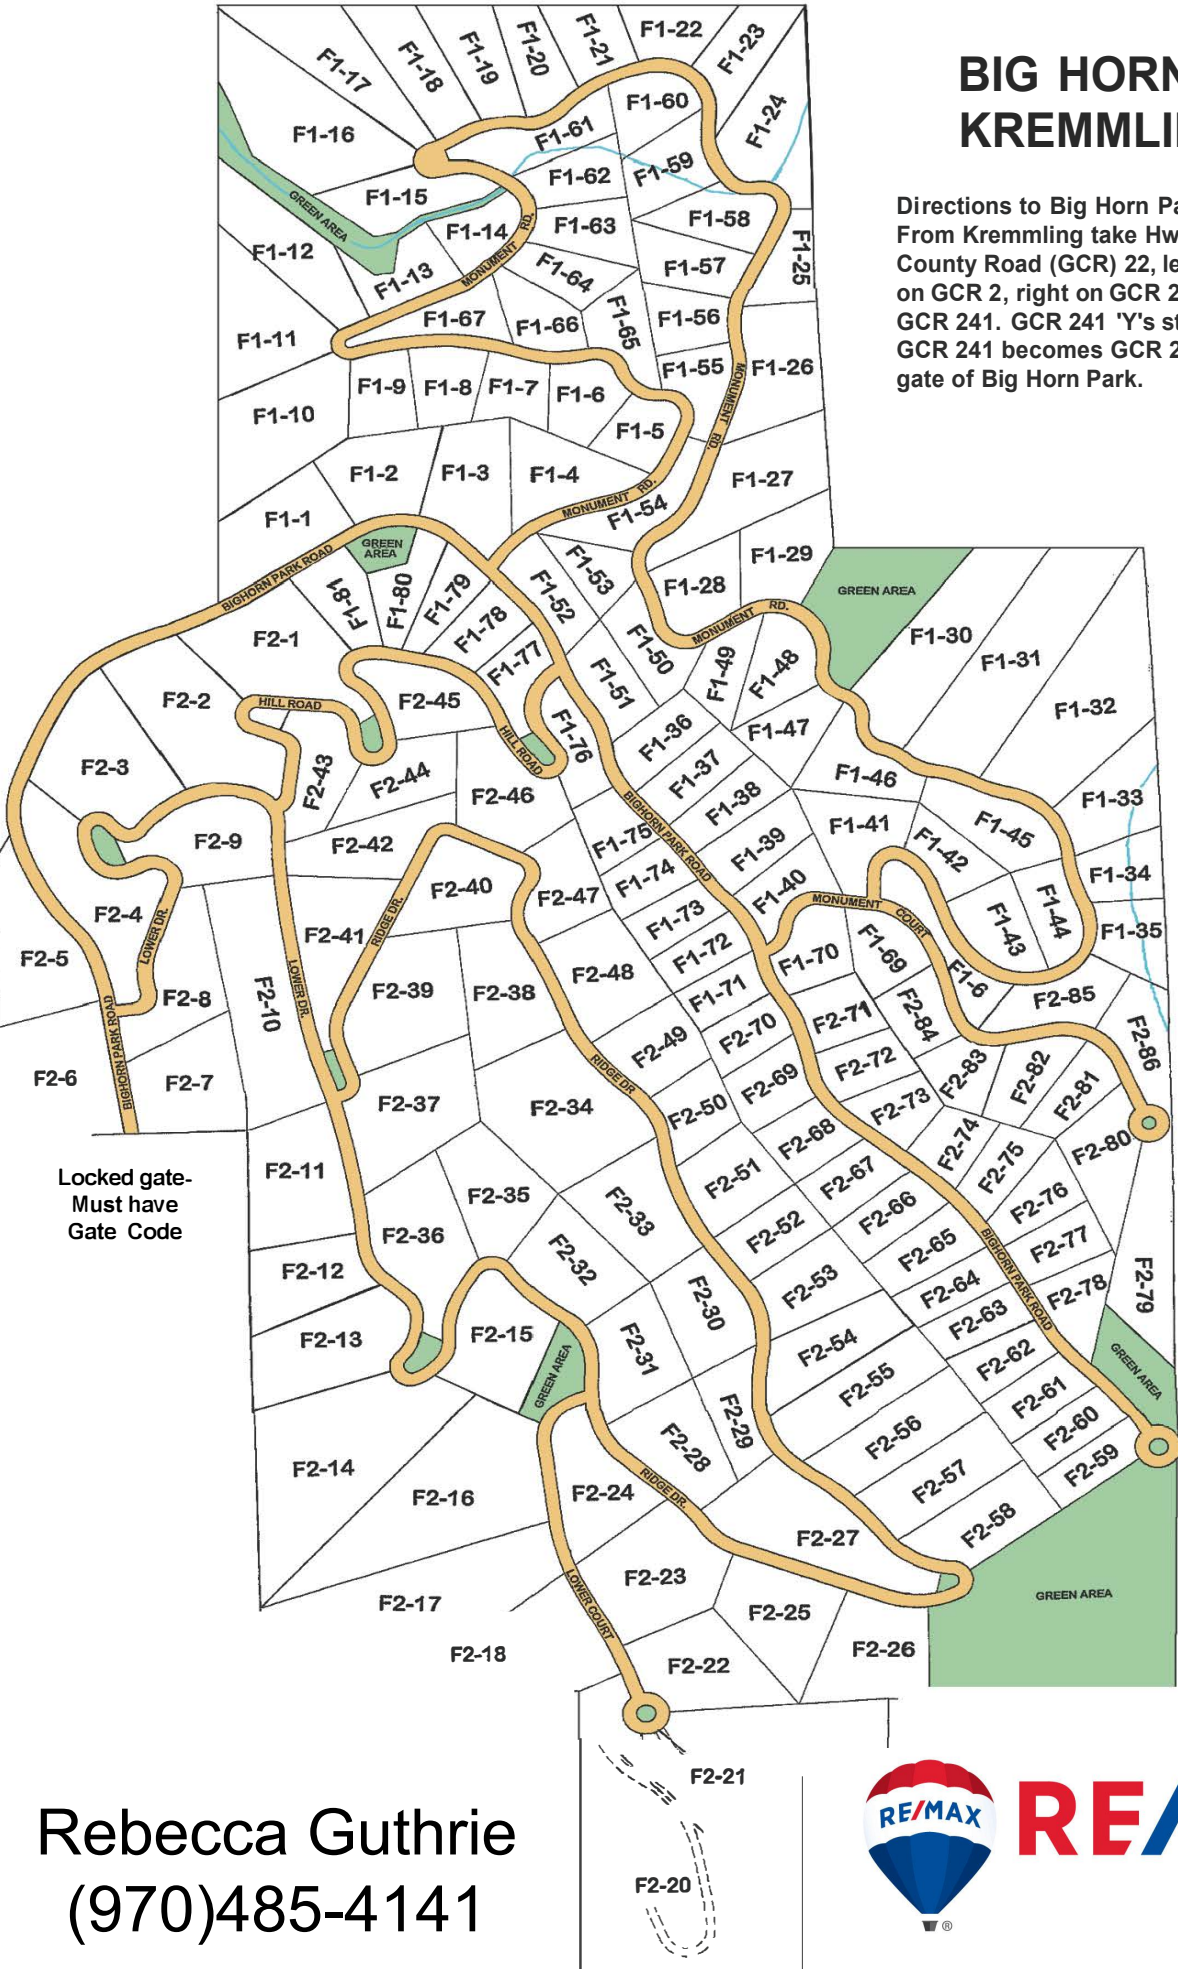 BIG HORN
Directions to Big Horn Pa
From Kremmling take Hw
County Road (GCR) 22, le
on GCR 2, right on GCR 2
GCR 241. GCR 241 'Y's st
GCR 241 becomes GCR 2
gate of Big Horn Park.
F1-22
F1-23
F1-21
F1-20
F1-19
F1-18
F1-17
F1-24
F1-60
F1-61
F1-16
F1-59
F1-62
F1-15
GREEN AREA
F1-58
F1-63
F1-14
MONUMENT RD.
F1-12
F1-25
F1-57
F1-64
F1-13
F1-67
F1-66
F1-65
F1-56
F1-11
F1-55
F1-26
F1-9
F1-8
F1-7
F1-6
MONUMENT RD.
F1-10
F1-5
F1-2
F1-3
F1-4
F1-27
MONUMENT RD.
F1-54
F1-1
GREEN
AREA
F1-29
F1-53
BIGHORN PARK ROAD
F1-28
GREEN AREA
F1-81
F1-80
F1-79
F1-52
MONUMENT RD.
F1-78
F2-1
F1-77
F1-50
F1-30
F1-31
F1-49
F1-48
F1-51
F2-2
HILL ROAD
F2-45
F1-32
F1-76
F1-36
F1-47
HILL ROAD
F2-3
F2-43
F2-44
F1-37
F1-46
F2-46
F1-38
F1-33
F1-75
BIGHORN PARK ROAD
F1-41
F1-45
F2-9
F2-42
F1-39
F1-42
F1-74
F1-34
F2-40
F2-47
F1-40
MONUMENT COURT
F1-44
F2-4
LOWER DR.
F2-41
RIDGE DR.
F1-73
F1-43
F1-35
F2-5
F1-72
F1-70
F1-69
F2-48
F1-71
F1-6
F2-8
F2-10
LOWER DR.
F2-39
F2-38
F2-85
F2-84
F2-71
F2-70
F2-49
F2-86
BIGHORN PARK ROAD
F2-6
F2-7
F2-72
F2-83
F2-82
F2-69
RIDGE DR
F2-81
F2-37
F2-34
F2-50
F2-73
F2-68
F2-74
F2-80
F2-75
Locked gate-
Must have
Gate Code
F2-11
F2-51
F2-67
F2-35
F2-33
F2-76
F2-66
F2-36
F2-52
F2-65
F2-77
F2-12
F2-32
F2-53
F2-64
BIGHORN PARK ROAD
F2-78
F2-79
F2-30
F2-63
F2-13
F2-15
F2-31
F2-54
F2-62
GREEN AREA
GREEN AREA
F2-55
F2-61
F2-29
F2-60
F2-28
F2-56
F2-59
F2-14
F2-16
F2-24
RIDGE DR.
F2-57
F2-58
F2-27
F2-23
GREEN AREA
F2-17
LOWER COURT
F2-25
F2-18
F2-22
F2-26
F2-21
F2-20
Rebecca Guthrie
(970)485-4141
RE/MAX
®
RE/